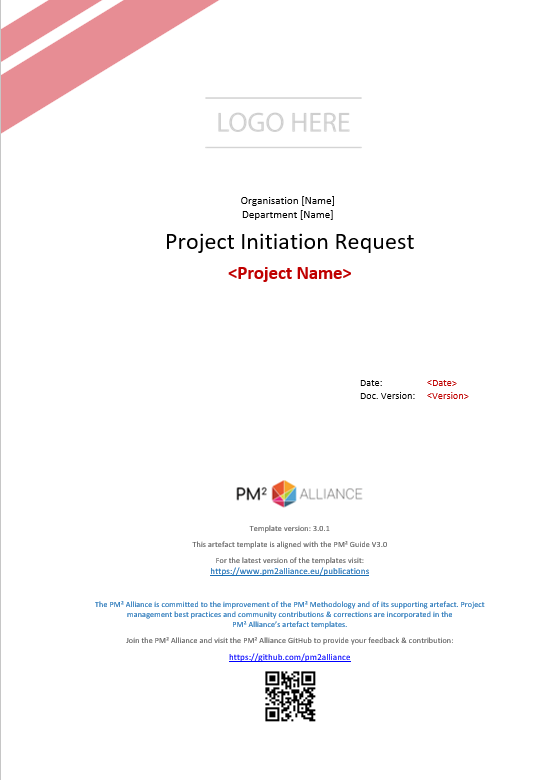 LOGO HERE
Organisation [Name]
Department [Name]
Project Initiation Request
<Project Name>
Date: <Date>
Doc. Version: <Version>
PM² ALLIANCE
Template version: 3.0.1
This artefact template is aligned with the PM² Guide V3.0
For the latest version of the templates visit:
https://www.pm2alliance.eu/publications
The PM² Alliance is committed to the improvement of the PM² Methodology and of its supporting artefact. Project
management best practices and community contributions & corrections are incorporated in the
PM² Alliance's artefact templates.
Join the PM² Alliance and visit the PM² Alliance GitHub to provide your feedback & contribution:
https://github.com/pm2alliance